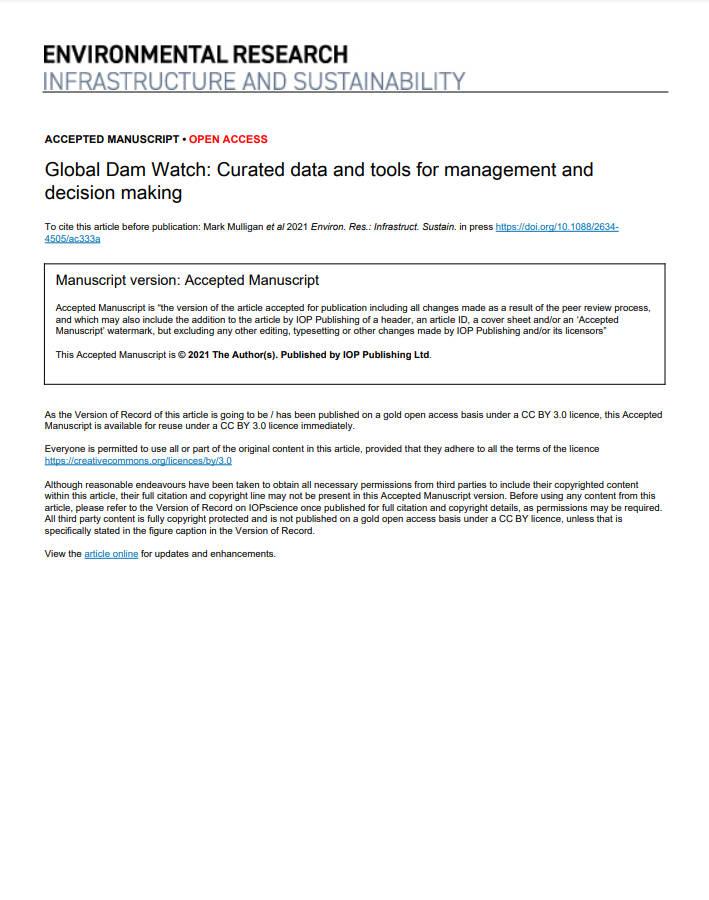 ENVIRONMENTAL RESEARCH
INFRASTRUCTURE AND SUSTAINABILITY
ACCEPTED MANUSCRIPT • OPEN ACCESS
Global Dam Watch: Curated data and tools for management and
decision making
To cite this article before publication: Mark Mulligan et al 2021 Environ. Res.: Infrastruct. Sustain. in press https://doi.org/10.1088/2634-
4505/ac333a
Manuscript version: Accepted Manuscript
Accepted Manuscript is “the version of the article accepted for publication including all changes made as a result of the peer review process,
and which may also include the addition to the article by IOP Publishing of a header, an article ID, a cover sheet and/or an ‘Accepted
Manuscript’ watermark, but excluding any other editing, typesetting or other changes made by IOP Publishing and/or its licensors”
This Accepted Manuscript is © 2021 The Author(s). Published by IOP Publishing Ltd.
As the Version of Record of this article is going to be / has been published on a gold open access basis under a CC BY 3.0 licence, this Accepted
Manuscript is available for reuse under a CC BY 3.0 licence immediately.
Everyone is permitted to use all or part of the original content in this article, provided that they adhere to all the terms of the licence
https://creativecommons.org/licences/by/3.0
Although reasonable endeavours have been taken to obtain all necessary permissions from third parties to include their copyrighted content
within this article, their full citation and copyright line may not be present in this Accepted Manuscript version. Before using any content from this
article, please refer to the Version of Record on IOPscience once published for full citation and copyright details, as permissions may be required.
All third party content is fully copyright protected and is not published on a gold open access basis under a CC BY licence, unless that is
specifically stated in the figure caption in the Version of Record.
View the article online for updates and enhancements.